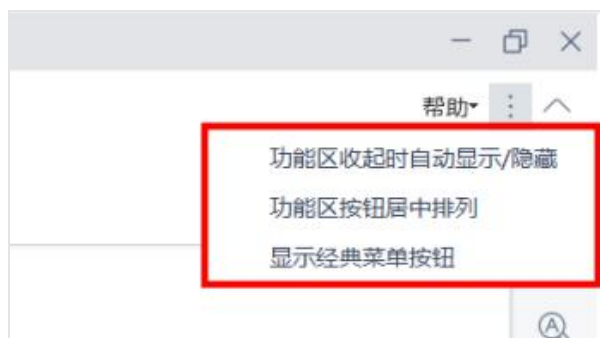 帮助
功能区收起时自动显示/隐藏
功能区按钮居中排列
显示经典菜单按钮
A